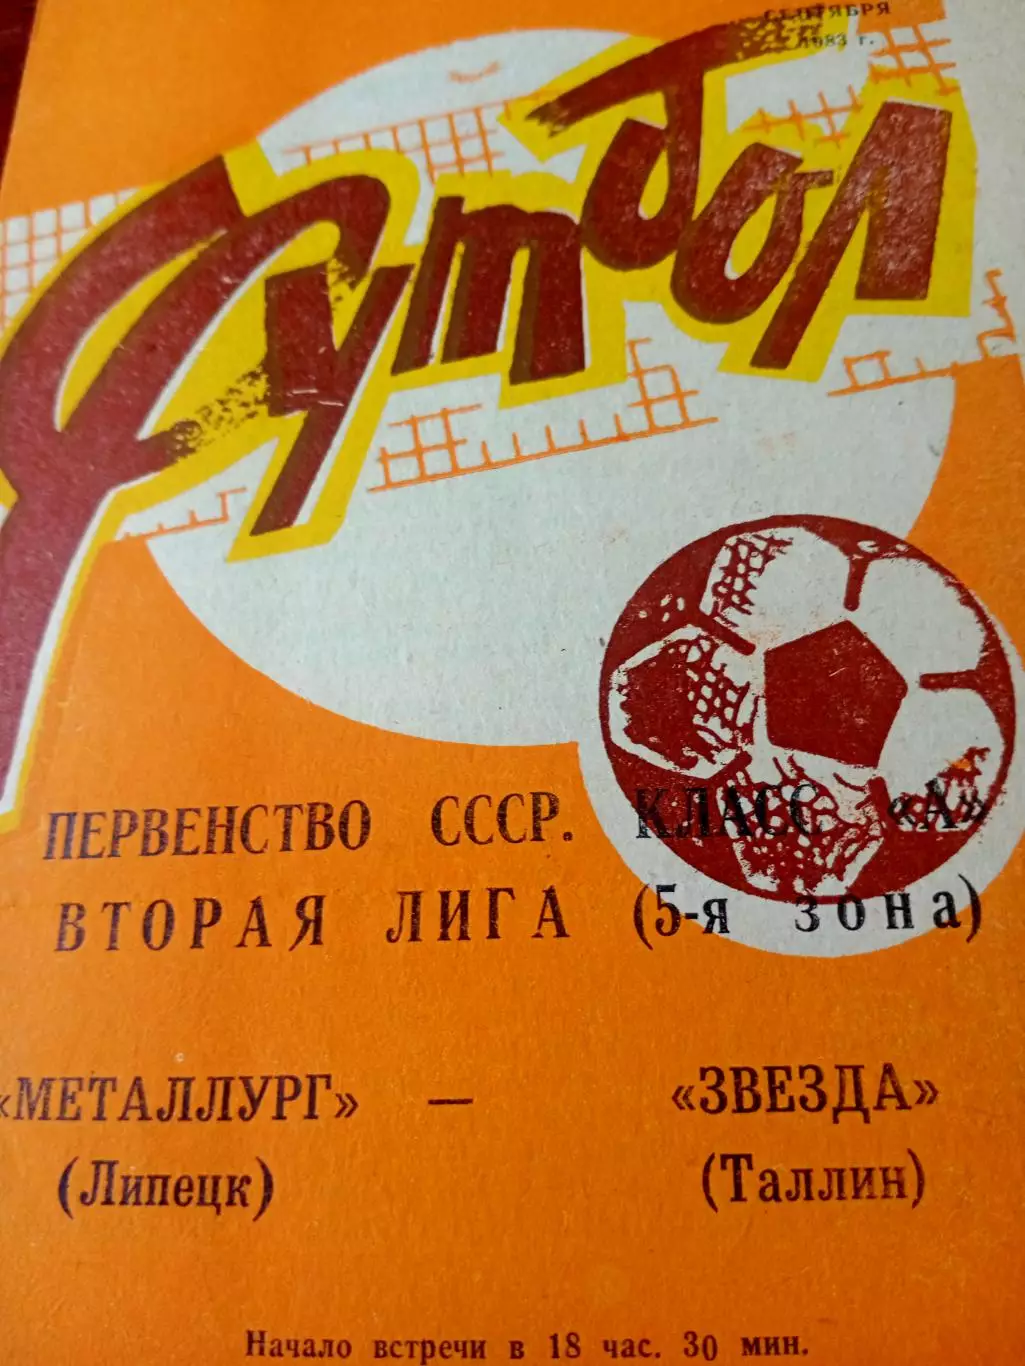 СЕНТЯБРЯ
1983 г.
Футбол
ПЕРВЕНСТВО СССР. КЛАСС «А»
ВТОРАЯ ЛИГА (5-я зона)
«МЕТАЛЛУРГ» — «ЗВЕЗДА»
(Липецк) (Таллин)
Начало встречи в 18 час. 30 мин.